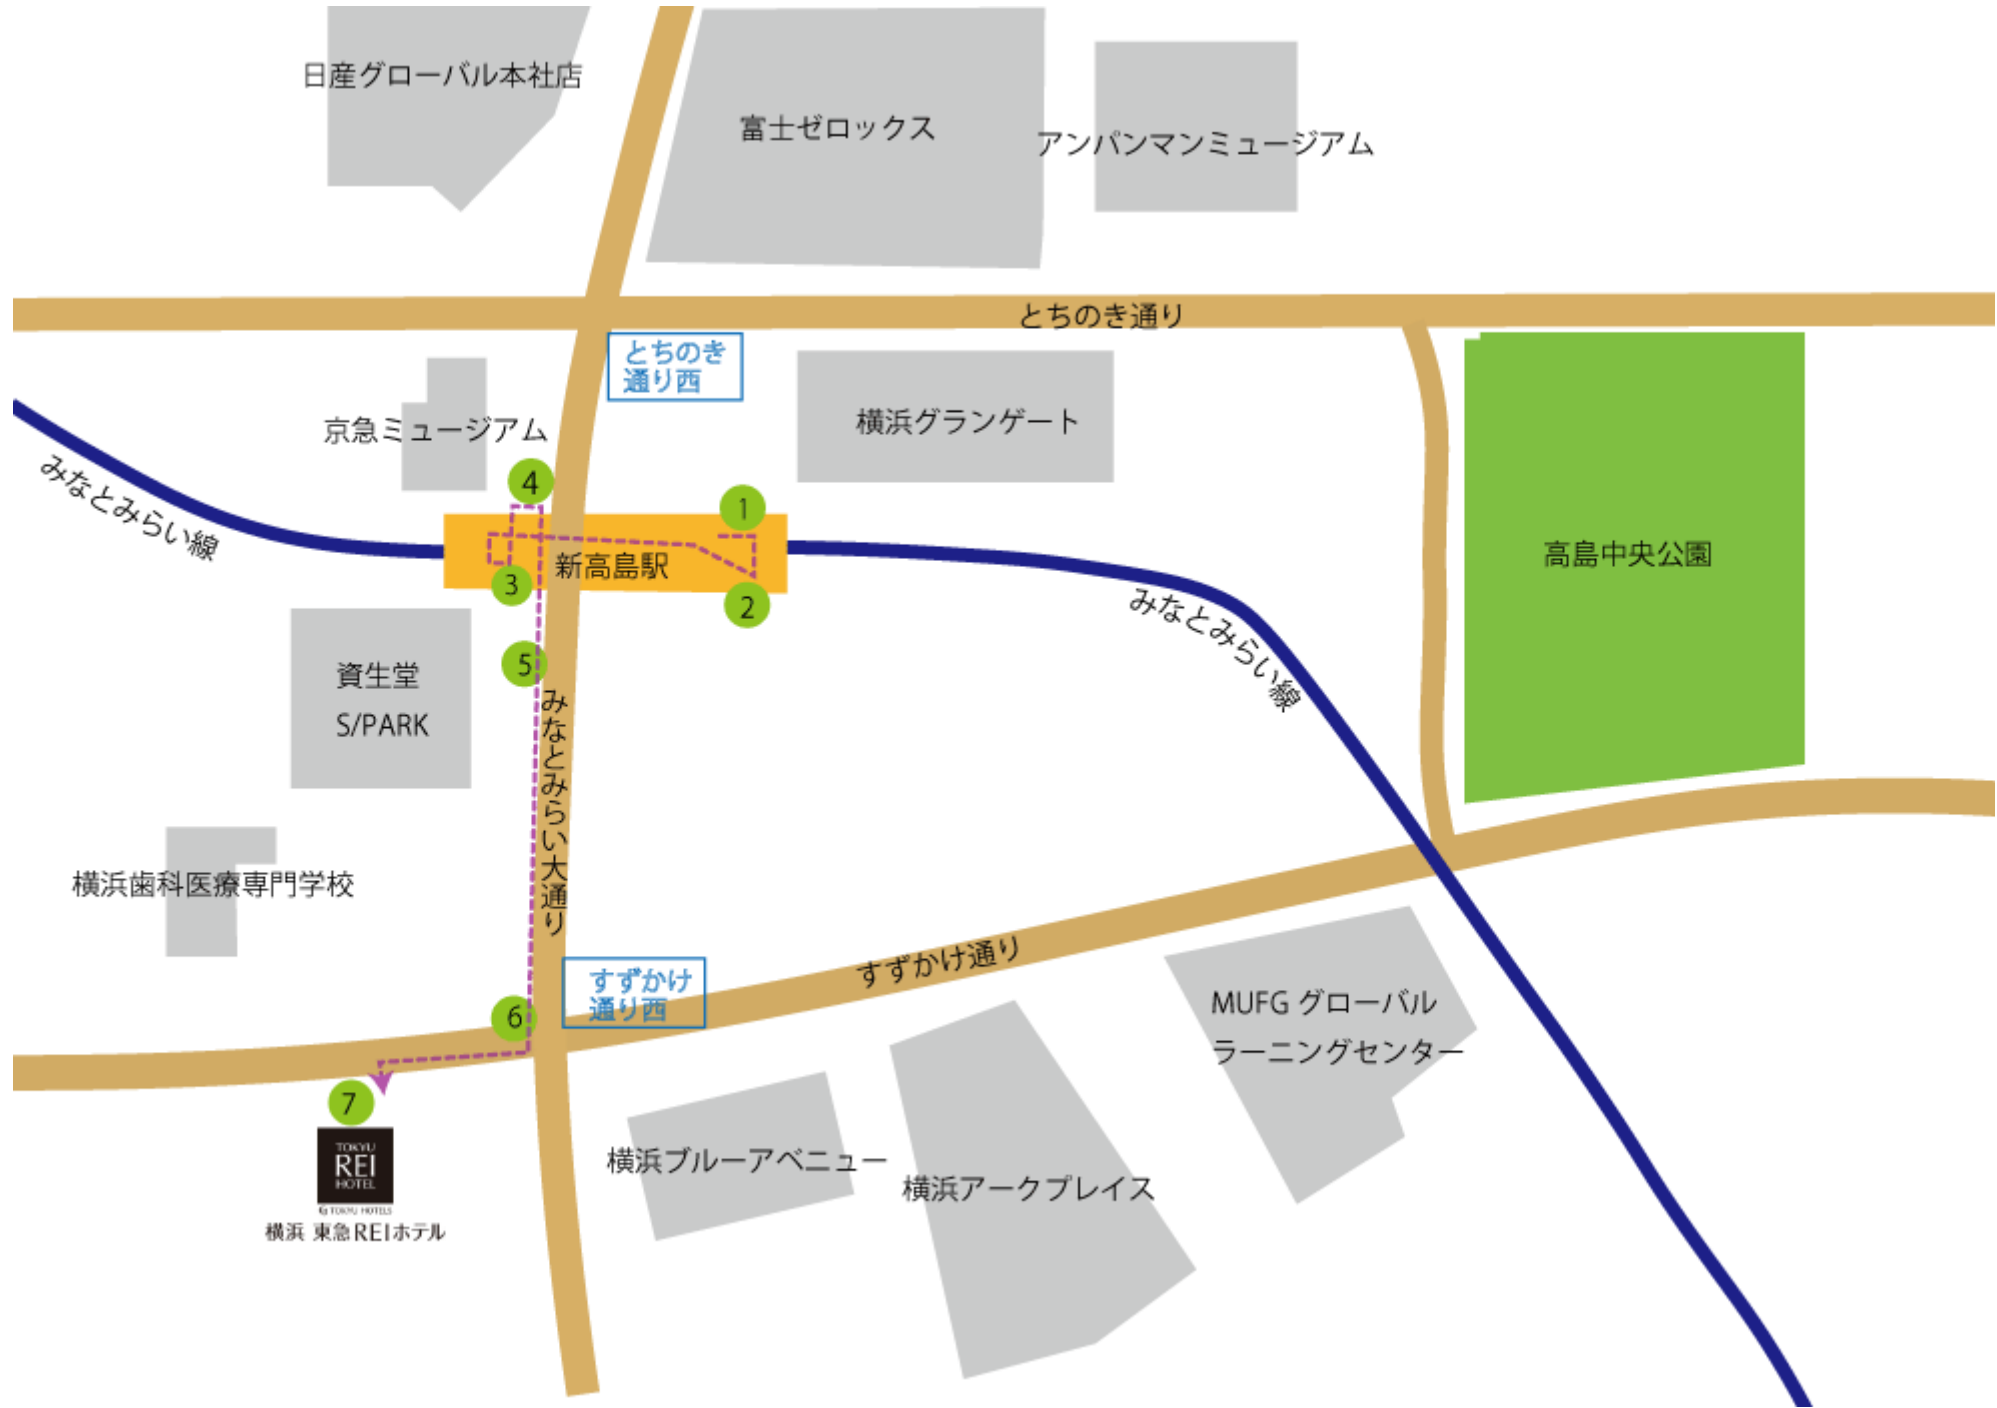 日産グローバル本社店
富士ゼロックス
アンパンマンミュージアム
とちのき通り
とちのき
通り西
京急ミュージアム
横浜グランゲート
みなとみらい線
4
1
新高島駅
3
2
高島中央公園
みなとみらい線
5
資生堂
S/PARK
みなとみらい大通り
横浜歯科医療専門学校
すずかけ通り
すずかけ
通り西
6
MUFG グローバル
ラーニングセンター
7
TOKYU
REI
HOTEL
TOKYU HOTELS
横浜 東急REIホテル
横浜ブルーアベニュー
横浜アークプレイス